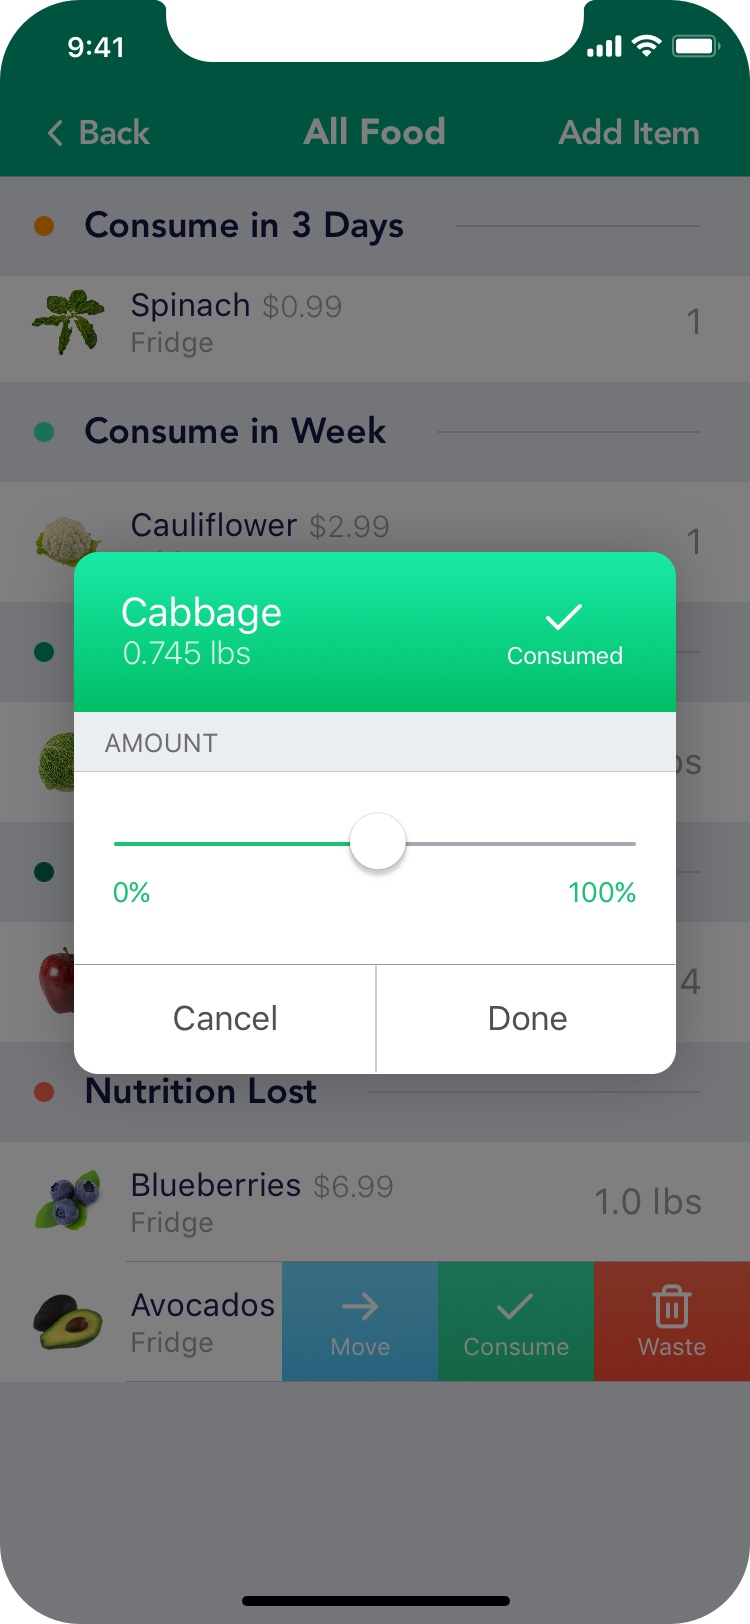 9:41
Back All Food Add Item
Consume in 3 Days
Spinach $0.99
Fridge
1
Consume in Week
Cauliflower $2.99
1
Cabbage
0.745 lbs
Consumed
AMOUNT
0% 100%
4
Cancel Done
Nutrition Lost
Blueberries $6.99
Fridge
1.0 lbs
Avocados
Fridge
Move Consume Waste